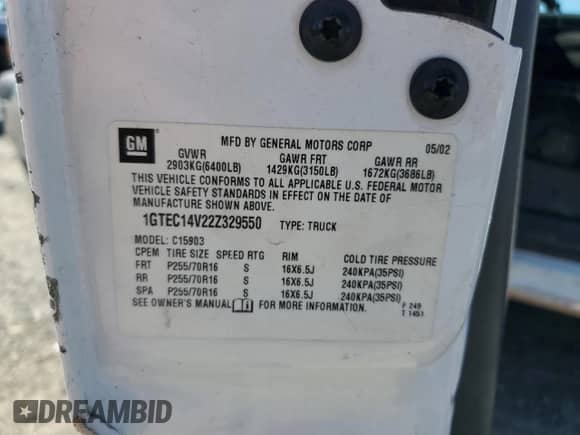 GM
MFD BY GENERAL MOTORS CORP 05/02
GVWR GAWR FRT GAWR RR
2903KG(6400LB) 1429KG(3150LB) 1672KG(3686LB)
THIS VEHICLE CONFORMS TO ALL APPLICABLE U.S. FEDERAL MOTOR
VEHICLE SAFETY STANDARDS IN EFFECT ON THE DATE OF
MANUFACTURE SHOWN ABOVE.
1GTEC14V22Z329550 TYPE: TRUCK
MODEL: C15903
CPEM TIRE SIZE SPEED RTG RIM COLD TIRE PRESSURE
FRT P255/70R16 S 16X6.5J 240KPA(35PSI)
RR P255/70R16 S 16X6.5J 240KPA(35PSI)
SPA P255/70R16 S 16X6.5J 240KPA(35PSI)
SEE OWNER'S MANUAL FOR MORE INFORMATION.
F 249
T 1451
DREAMBID